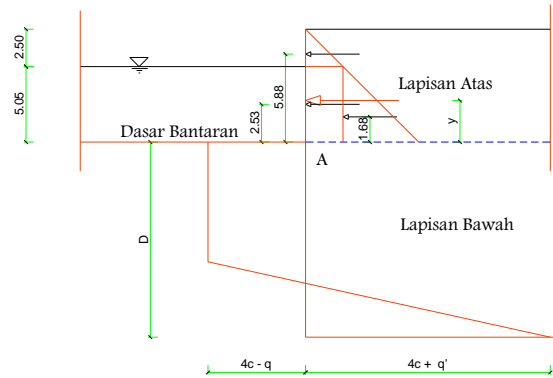 2.50
5.05
5.88
2.53
1.68
y
Lapisan Atas
Dasar Bantaran
A
Lapisan Bawah
D
4c - q
4c + q'